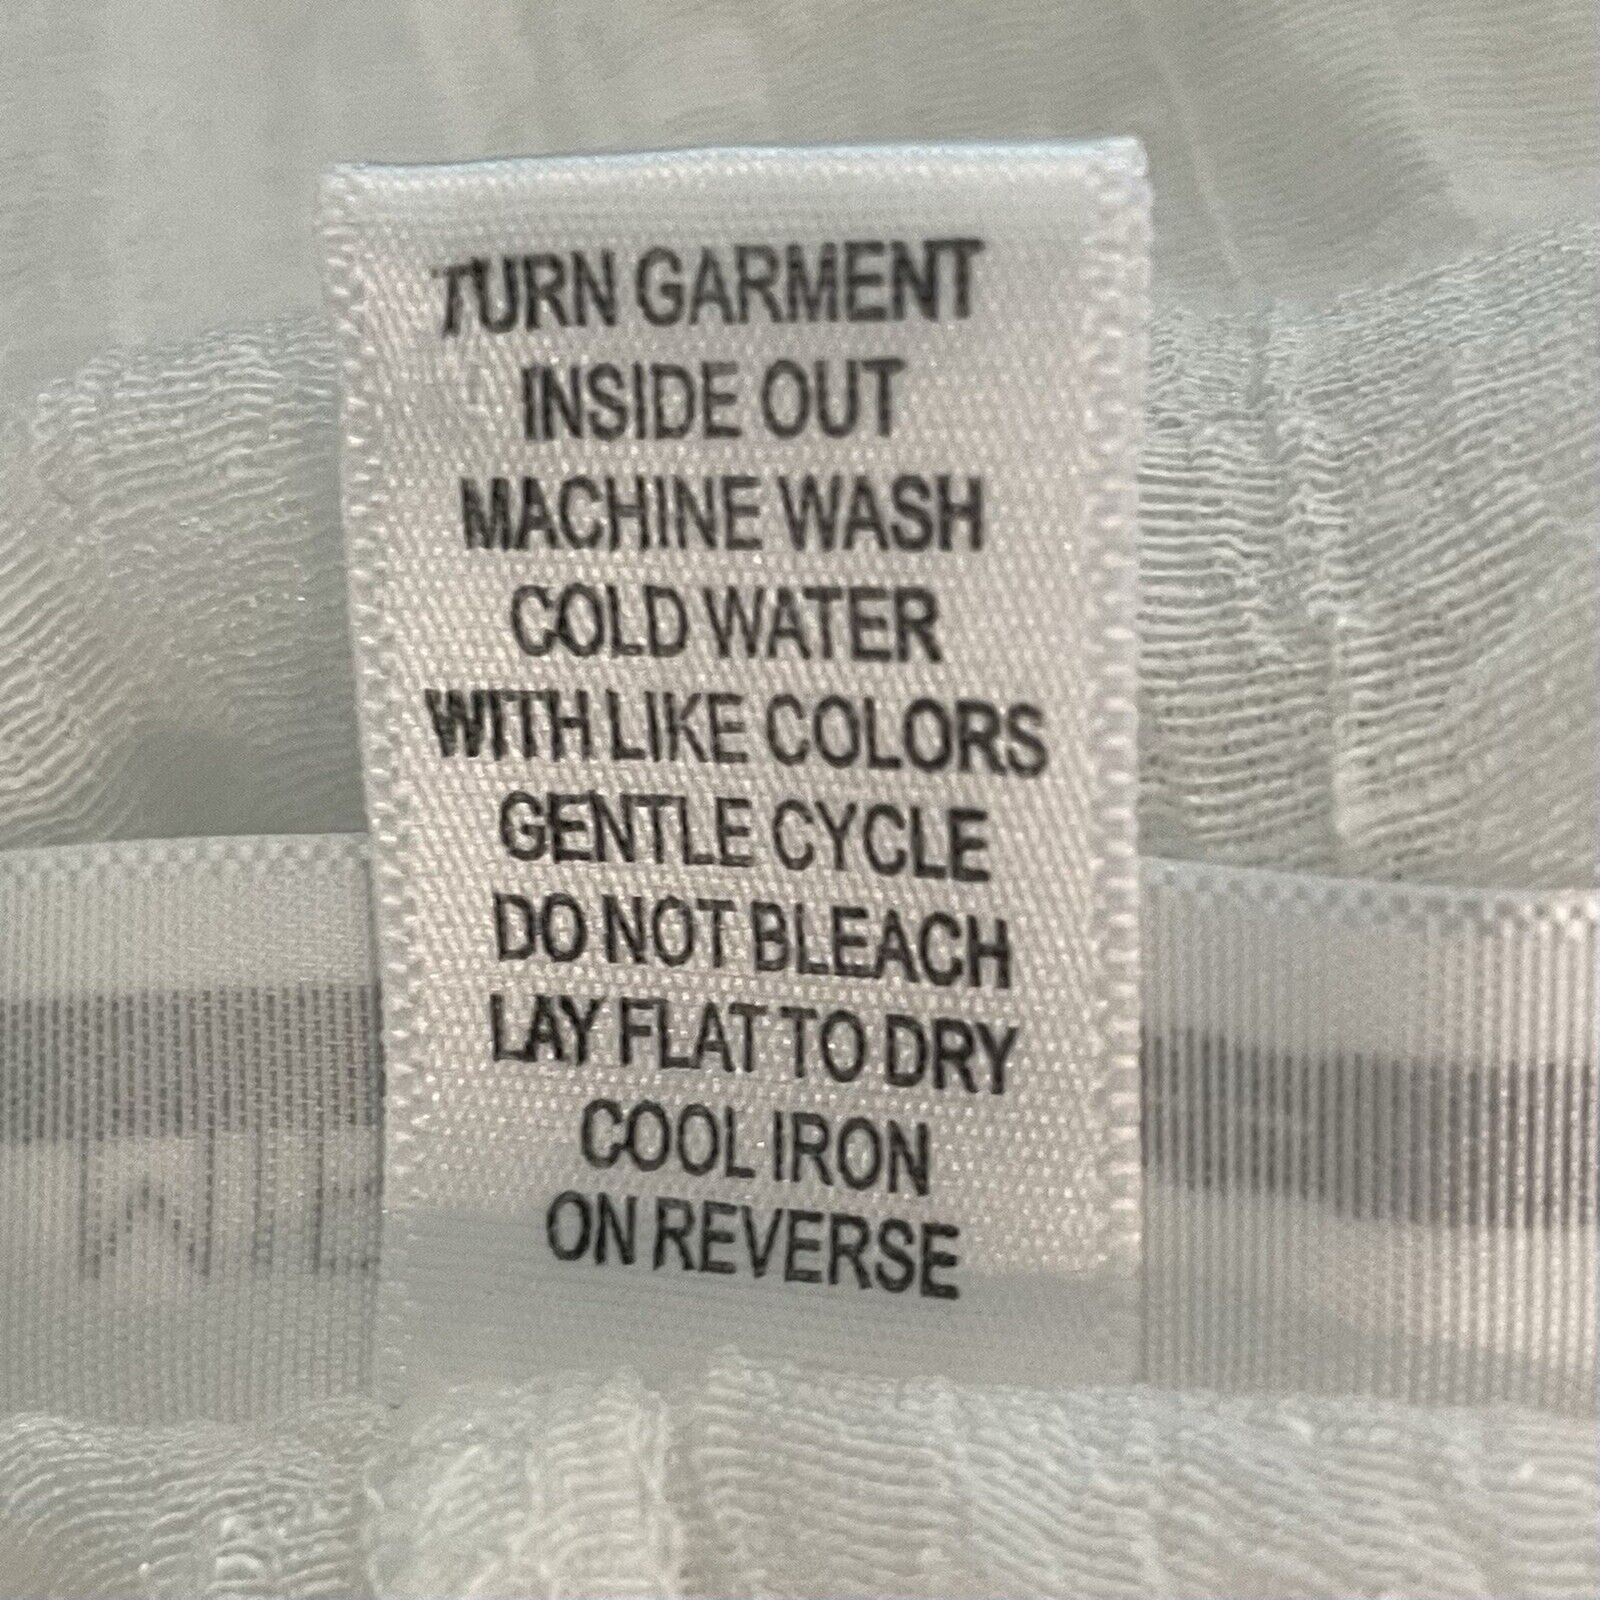 TURN GARMENT
INSIDE OUT
MACHINE WASH
COLD WATER
WITH LIKE COLORS
GENTLE CYCLE
DO NOT BLEACH
LAY FLAT TO DRY
COOL IRON
ON REVERSE